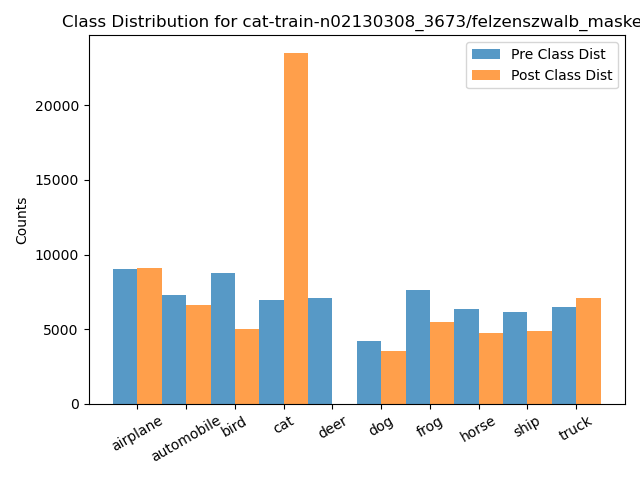 Class Distribution for cat-train-n02130308_3673/felzenszwalb_maske
Pre Class Dist
Post Class Dist
Counts
20000
15000
10000
5000
0
airplane
automobile
bird
cat
deer
dog
frog
horse
ship
truck